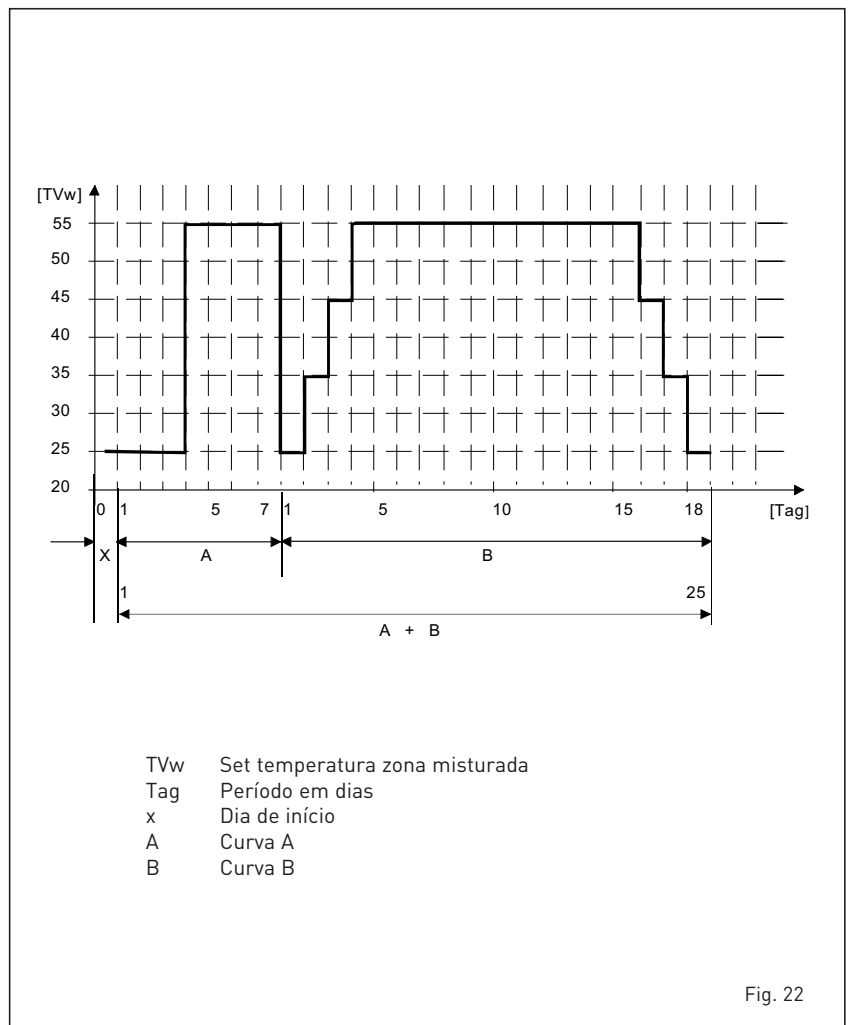 [TVw]
55
50
45
40
35
30
25
20
0 1 5 7 1 5 10 15 18 [Tag]
X A B
1 25
A + B
TVw Set temperatura zona misturada
Tag Período em dias
x Dia de início
A Curva A
B Curva B
Fig. 22